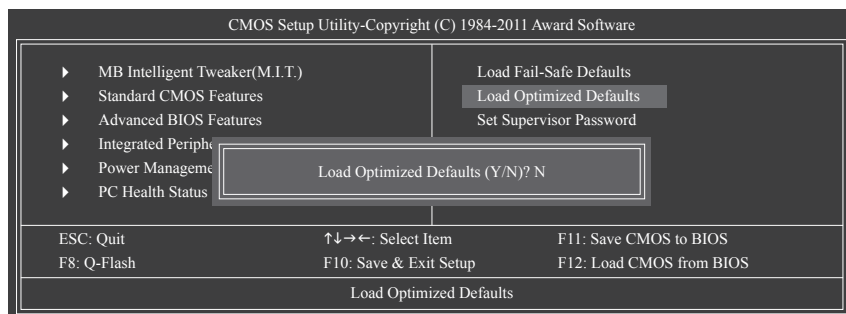 CMOS Setup Utility-Copyright (C) 1984-2011 Award Software
MB Intelligent Tweaker(M.I.T.)
Standard CMOS Features
Advanced BIOS Features
Integrated Periphe
Power Manageme
PC Health Status
Load Fail-Safe Defaults
Load Optimized Defaults
Set Supervisor Password
Load Optimized Defaults (Y/N)? N
ESC: Quit ↑↓→←: Select Item F11: Save CMOS to BIOS
F8: Q-Flash F10: Save & Exit Setup F12: Load CMOS from BIOS
Load Optimized Defaults